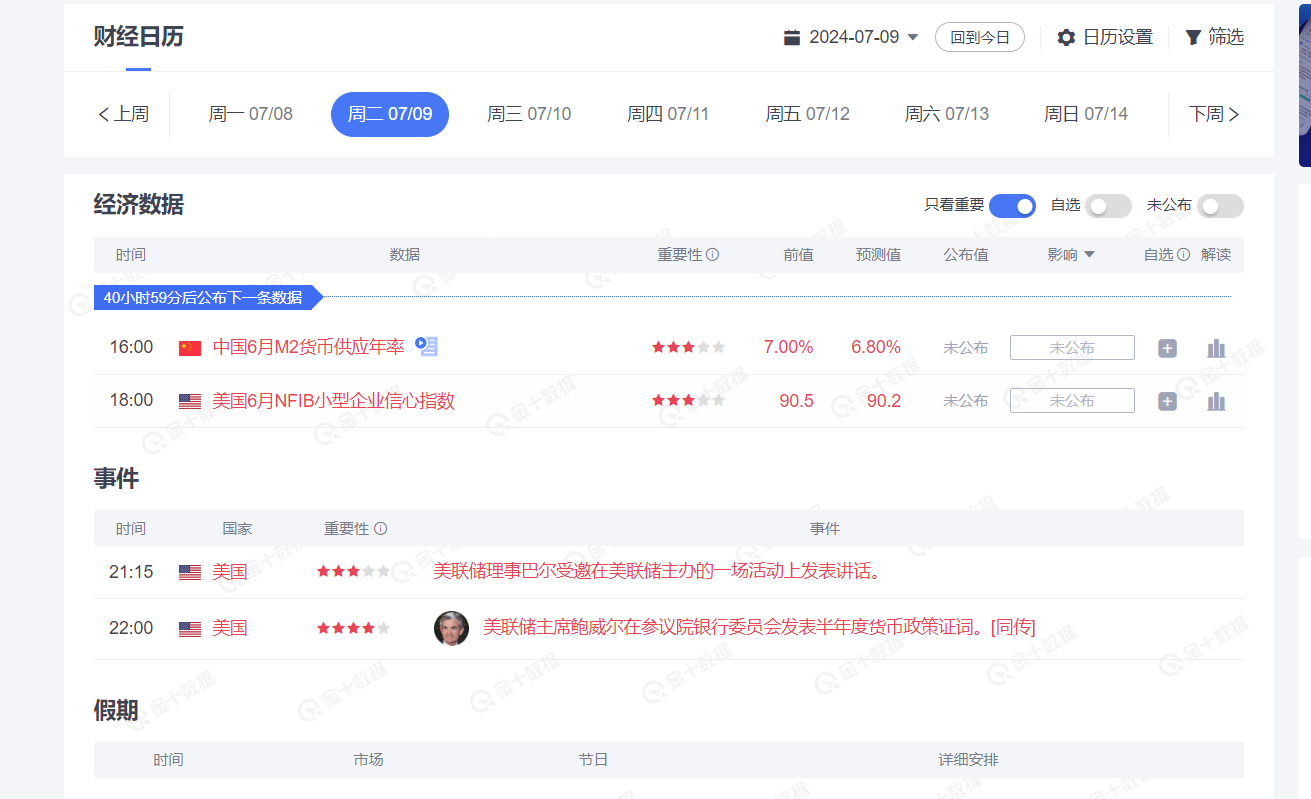 财经日历
2024-07-09 回到今日 日历设置 筛选
上周 周一 07/08 周二 07/09 周三 07/10 周四 07/11 周五 07/12 周六 07/13 周日 07/14 下周
经济数据
只看重要 自选 未公布
时间 数据 重要性 前值 预测值 公布值 影响 自选 解读
40小时59分后公布下一条数据
16:00 中国6月M2货币供应年率 7.00% 6.80% 未公布 未公布
18:00 美国6月NFIB小型企业信心指数 90.5 90.2 未公布 未公布
事件
时间 国家 重要性 事件
21:15 美国 美联储理事巴尔受邀在美联储主办的一场活动上发表讲话。
22:00 美国 美联储主席鲍威尔在参议院银行委员会发表半年度货币政策证词。[同传]
假期
时间 市场 节日 详细安排
金十数据